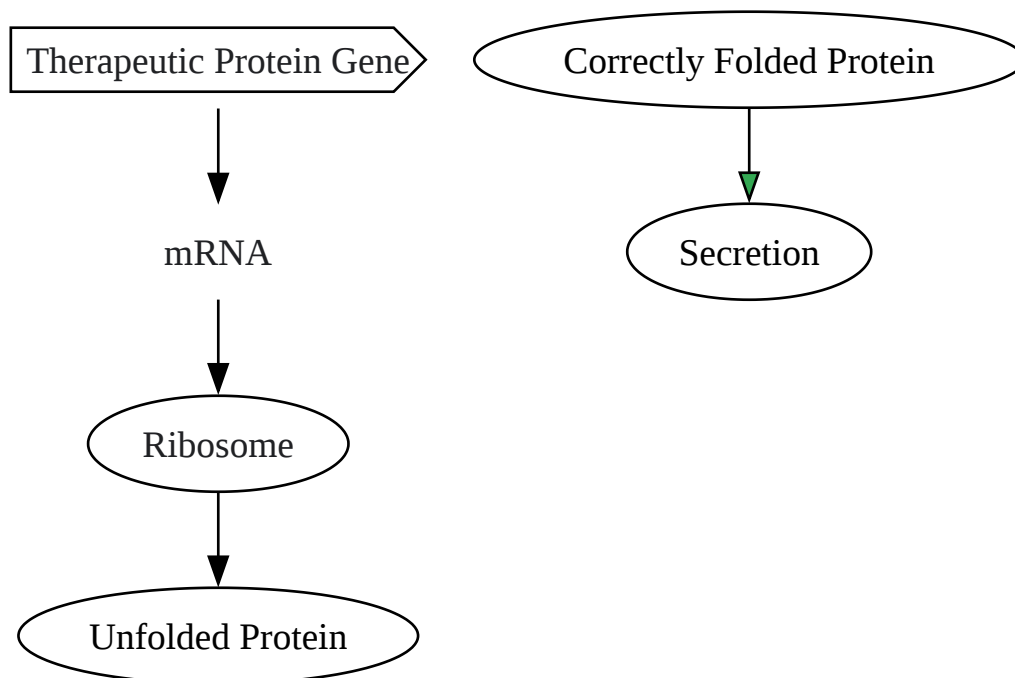 Therapeutic Protein Gene
Correctly Folded Protein
mRNA
Secretion
Ribosome
Unfolded Protein